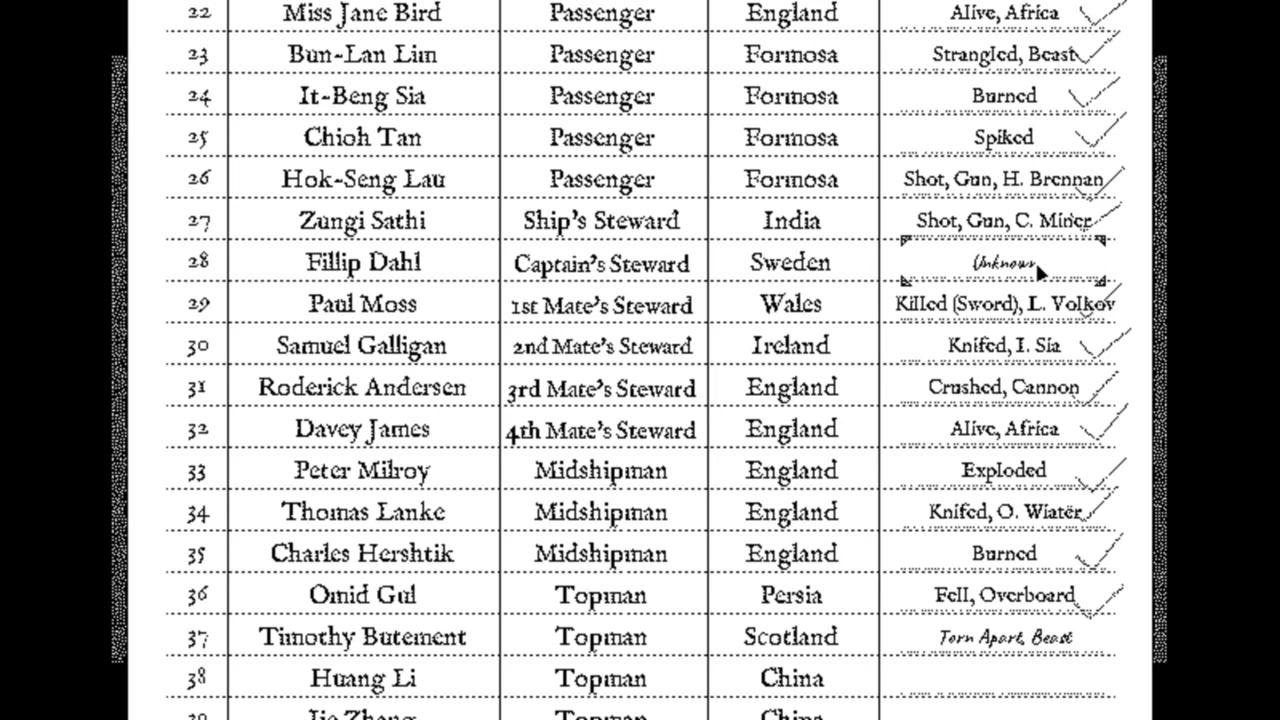 22 Miss Jane Bird Passenger England Alive, Africa
23 Bun-Lan Lim Passenger Formosa Strangled, Beast
24 It-Beng Sia Passenger Formosa Burned
25 Chioh Tan Passenger Formosa Spiked
26 Hok-Seng Lau Passenger Formosa Shot, Gun, H. Brennan
27 Zungi Sathi Ship's Steward India Shot, Gun, C. Miner
28 Fillip Dahl Captain's Steward Sweden Unknown
29 Paul Moss 1st Mate's Steward Wales Killed (Sword), L. Volkov
30 Samuel Galligan 2nd Mate's Steward Ireland Knifed, I. Sia
31 Roderick Andersen 3rd Mate's Steward England Crushed, Cannon
32 Davey James 4th Mate's Steward England Alive, Africa
33 Peter Milroy Midshipman England Exploded
34 Thomas Lanke Midshipman England Knifed, O. Wiater
35 Charles Hershtik Midshipman England Burned
36 Omid Gul Topman Persia Fell, Overboard
37 Timothy Butement Topman Scotland Torn Apart, Beast
38 Huang Li Topman China
39 Jie Zhang Topman China